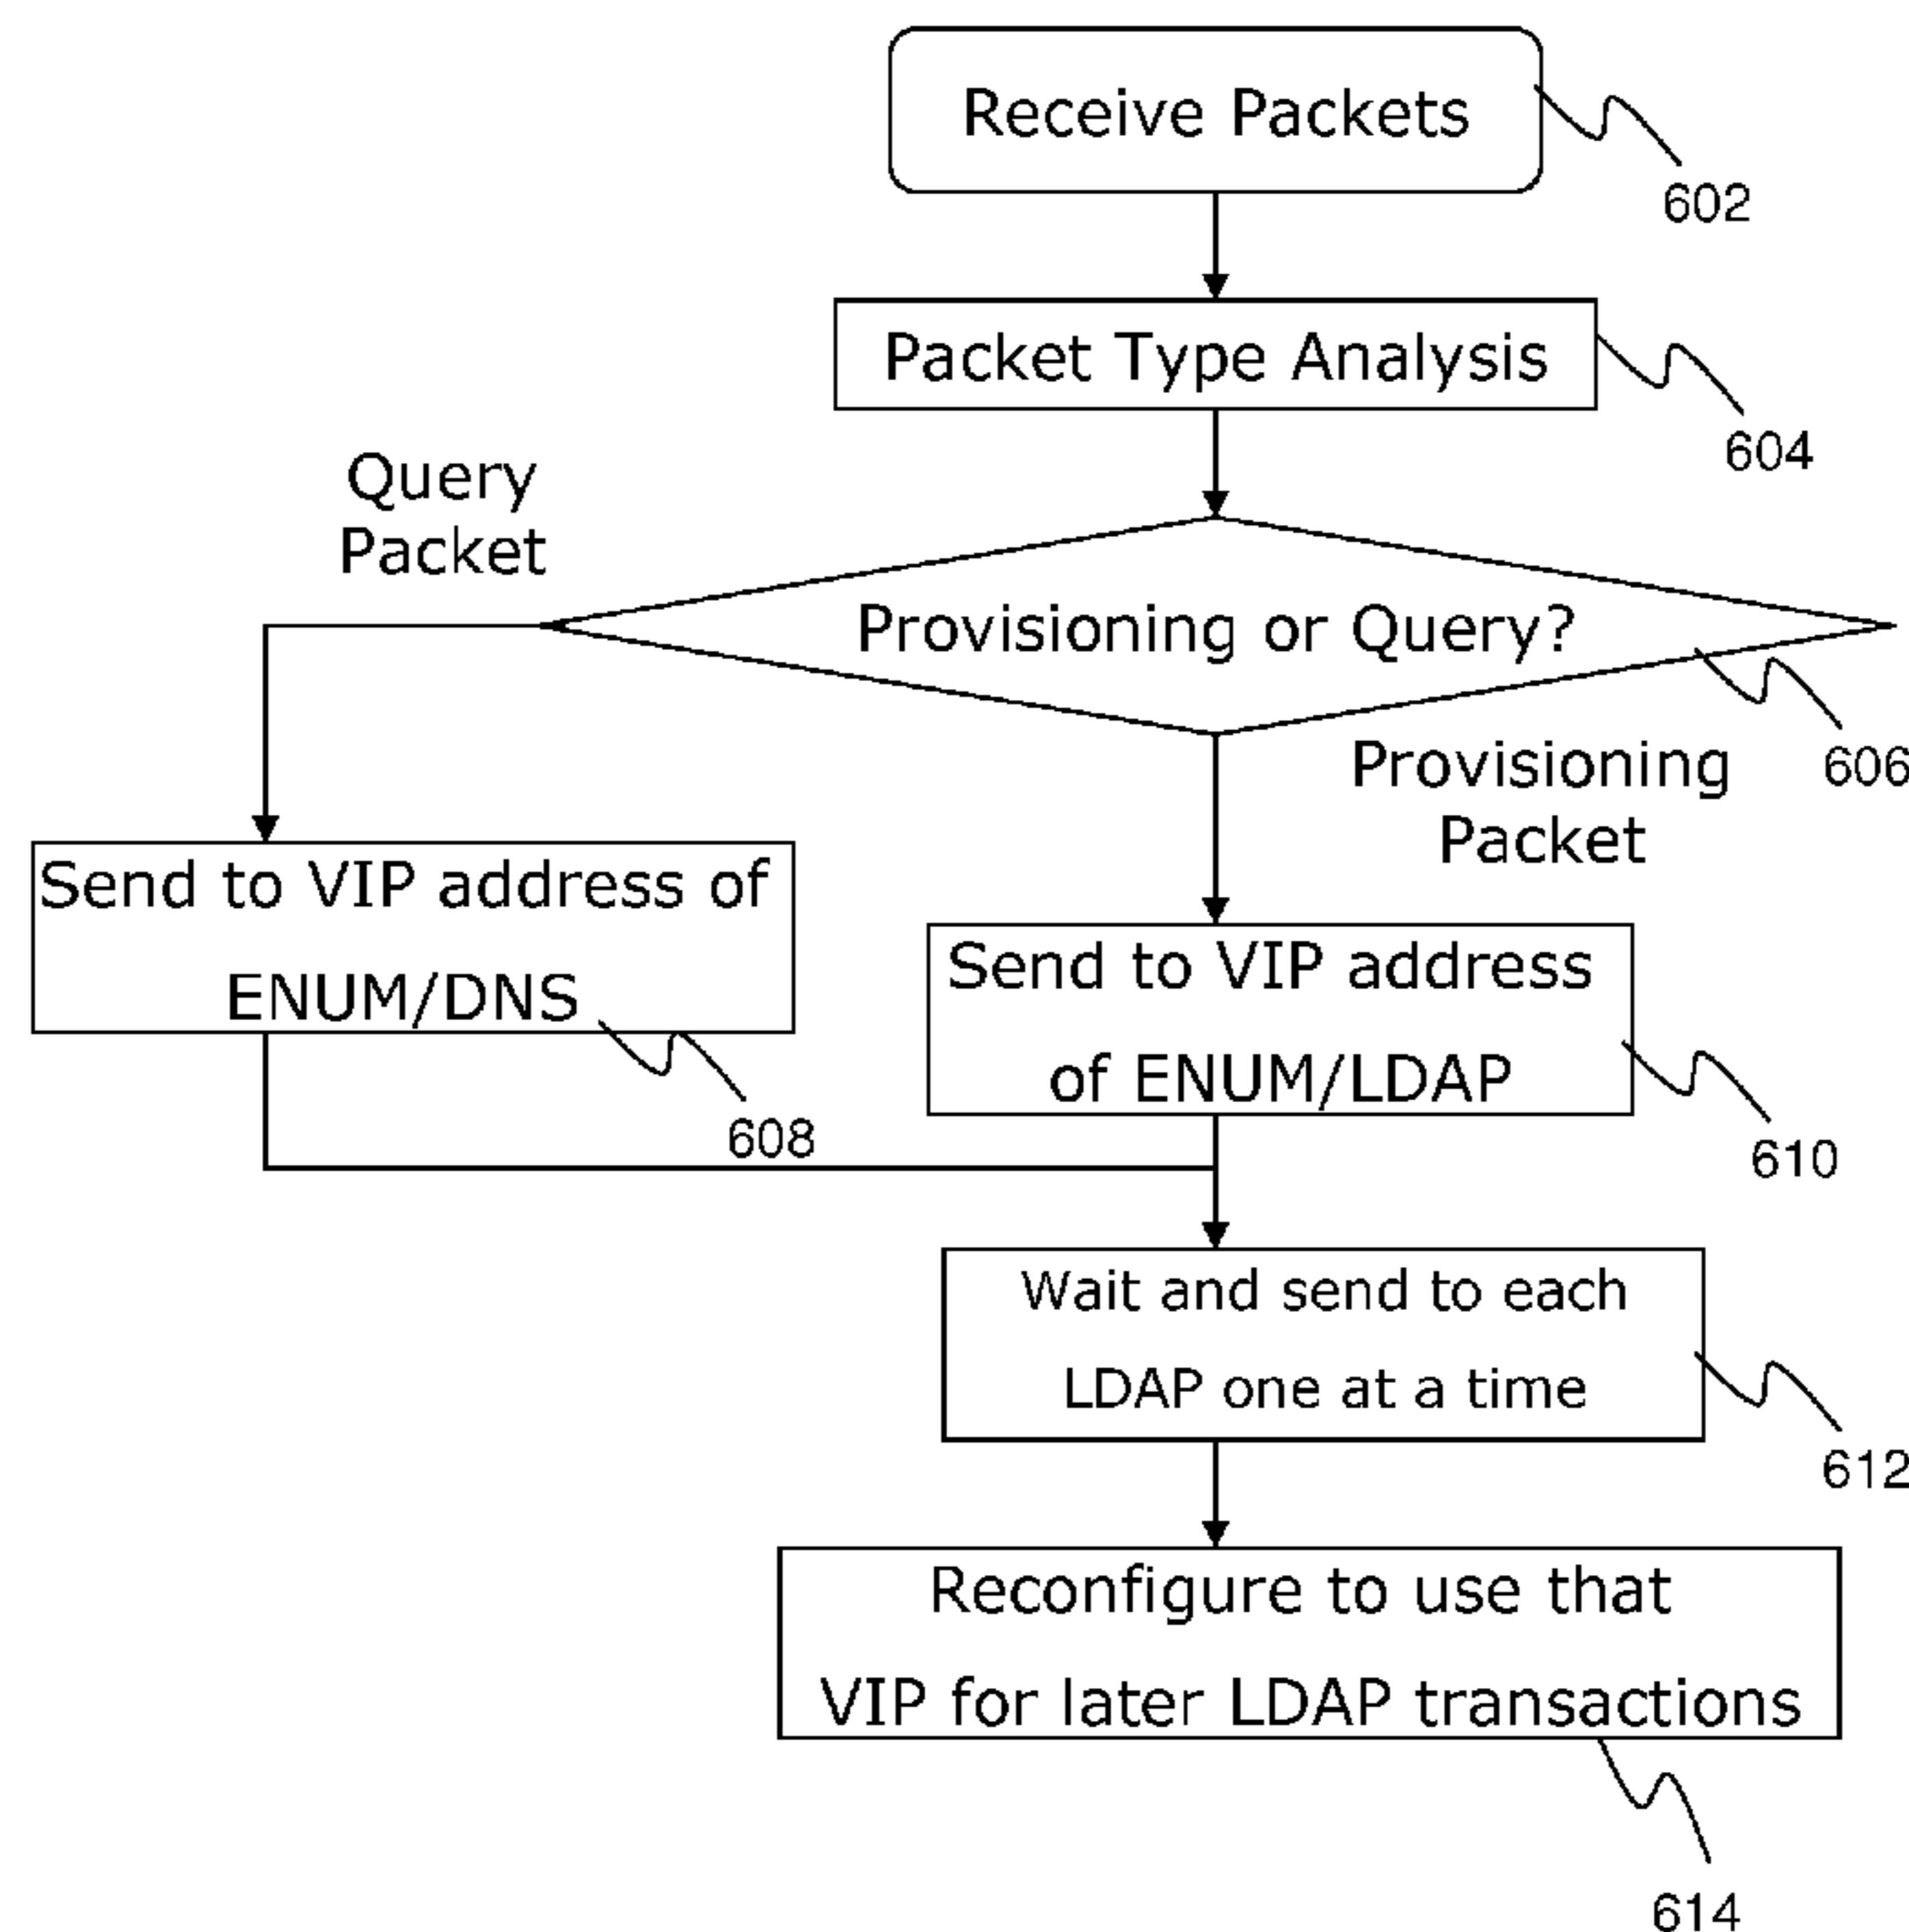 Receive Packets
602
Packet Type Analysis
604
Query
Packet
Provisioning or Query?
606
Provisioning
Packet
Send to VIP address of
ENUM/DNS
608
Send to VIP address
of ENUM/LDAP
610
Wait and send to each
LDAP one at a time
612
Reconfigure to use that
VIP for later LDAP transactions
614